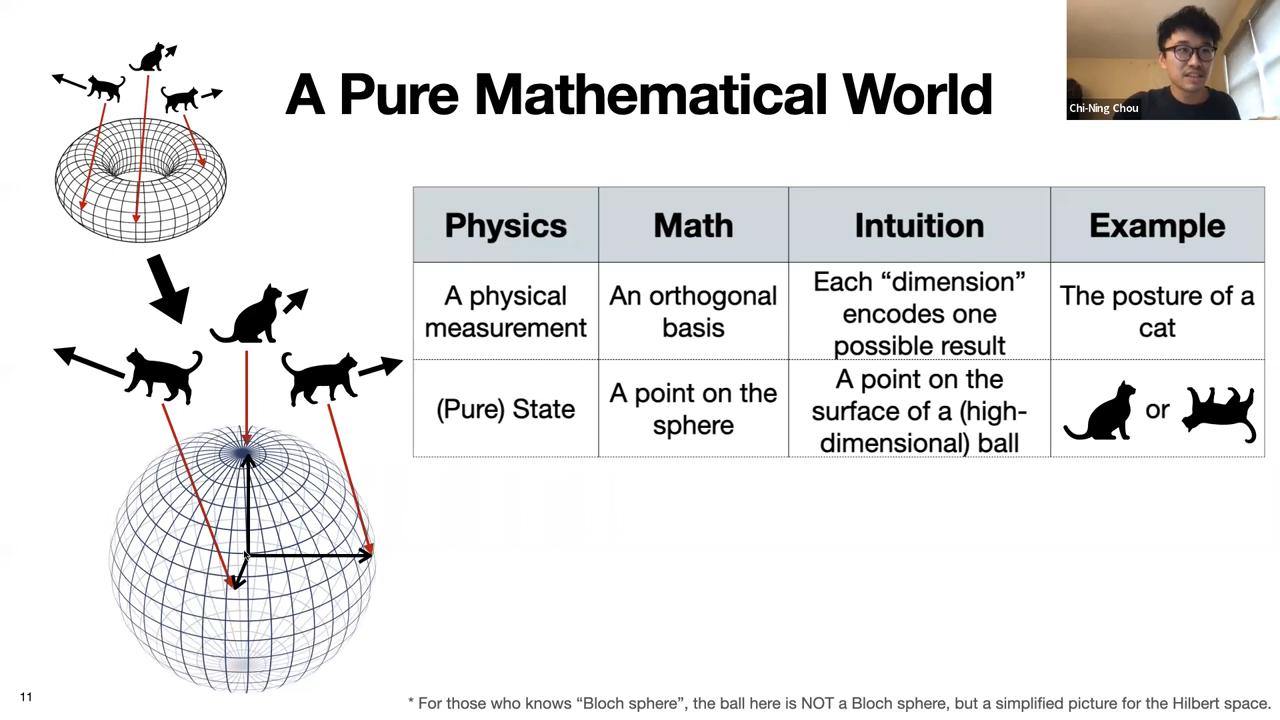 A Pure Mathematical World
Chi-Ning Chou
Physics
Math
Intuition
Example
A physical
measurement
An orthogonal
basis
Each “dimension”
encodes one
possible result
The posture of a
cat
(Pure) State
A point on the
sphere
A point on the
surface of a (high-
dimensional) ball
or
11
* For those who knows “Bloch sphere”, the ball here is NOT a Bloch sphere, but a simplified picture for the Hilbert space.